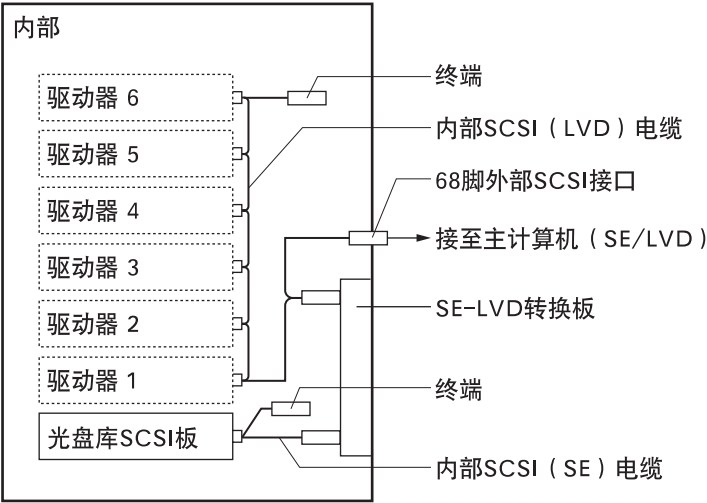 内部
驱动器 6
驱动器 5
驱动器 4
驱动器 3
驱动器 2
驱动器 1
光盘库SCSI板
终端
内部SCSI（LVD）电缆
68脚外部SCSI接口
接至主计算机（SE/LVD）
SE-LVD转换板
终端
内部SCSI（SE）电缆